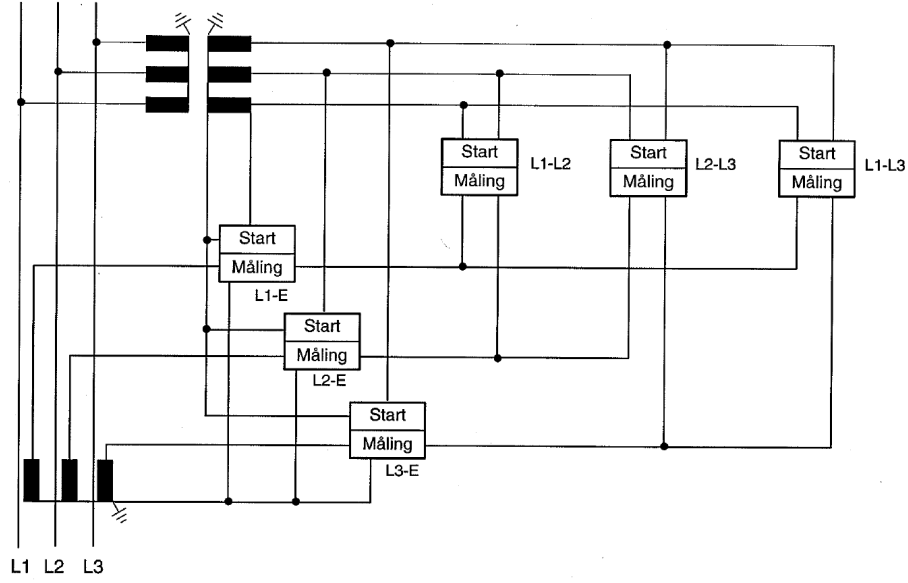 Start
Måling
L1-L2
Start
Måling
L2-L3
Start
Måling
L1-L3
Start
Måling
L1-E
Start
Måling
L2-E
Start
Måling
L3-E
L1 L2 L3